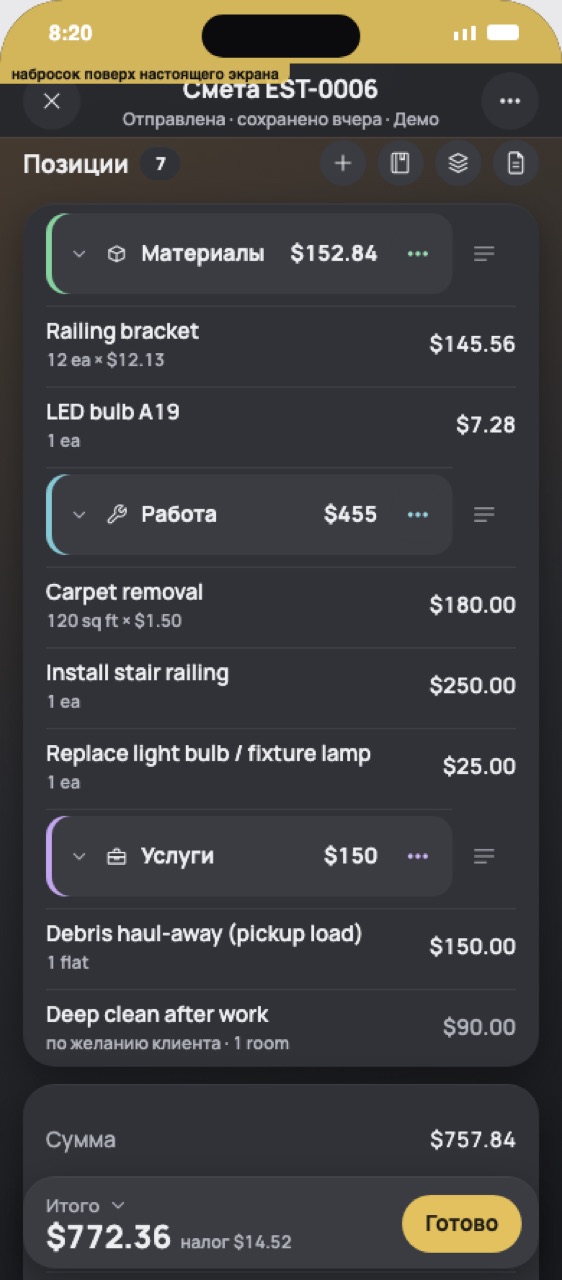 8:20
набросок поверх настоящего экрана
Смета EST-0006
Отправлена · сохранено вчера · Демо
Позиции 7
Материалы $152.84
Railing bracket $145.56
12 ea × $12.13
LED bulb A19 $7.28
1 ea
Работа $455
Carpet removal $180.00
120 sq ft × $1.50
Install stair railing $250.00
1 ea
Replace light bulb / fixture lamp $25.00
1 ea
Услуги $150
Debris haul-away (pickup load) $150.00
1 flat
Deep clean after work $90.00
по желанию клиента · 1 room
Сумма $757.84
Итого
$772.36 налог $14.52
Готово